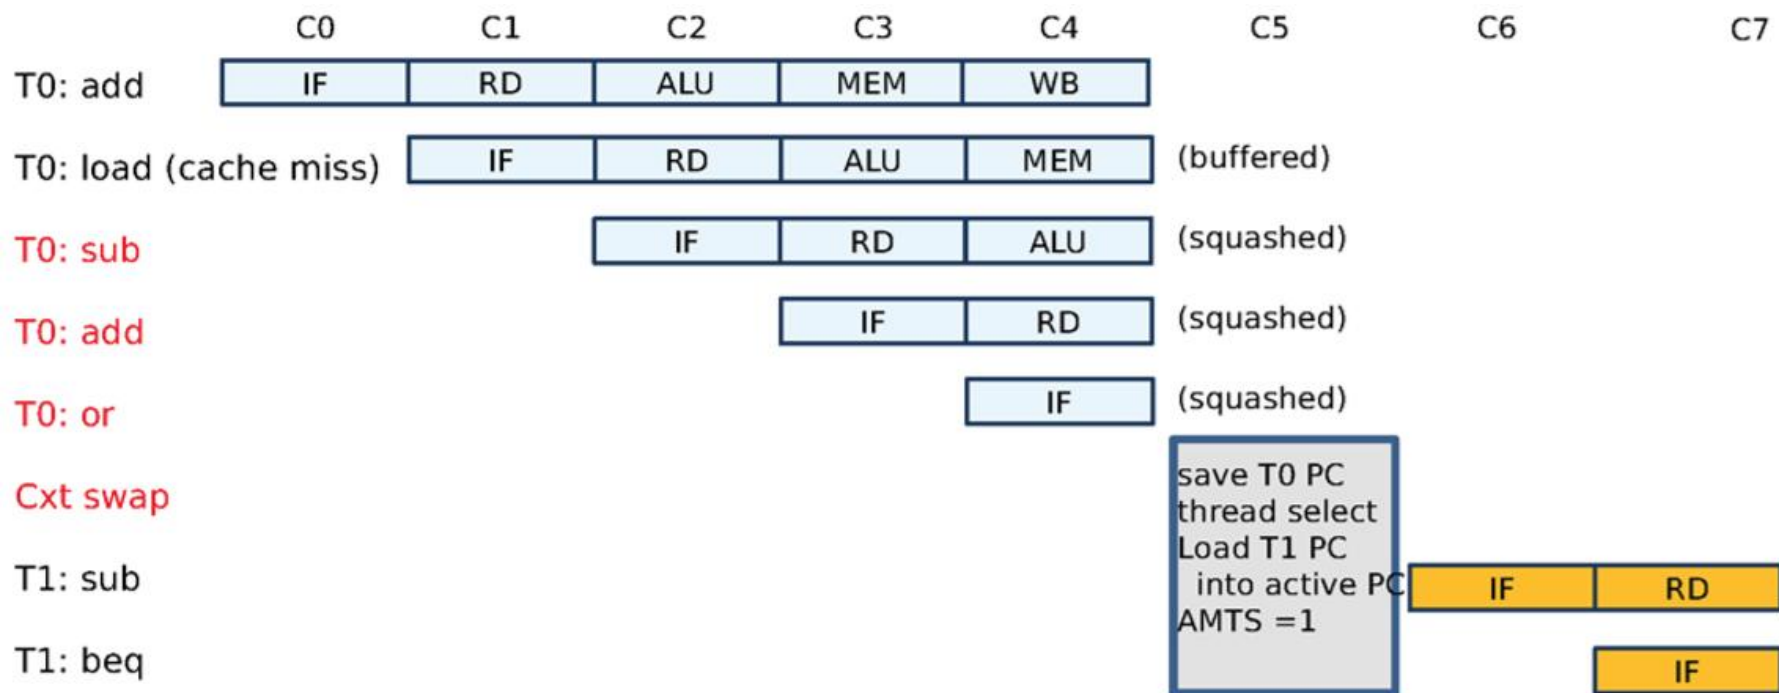 C0 C1 C2 C3 C4 C5 C6 C7
T0: add IF RD ALU MEM WB
T0: load (cache miss) IF RD ALU MEM (buffered)
T0: sub IF RD ALU (squashed)
T0: add IF RD (squashed)
T0: or IF (squashed)
Cxt swap
save T0 PC
thread select
Load T1 PC
into active PC
AMTS =1
T1: sub IF RD
T1: beq IF